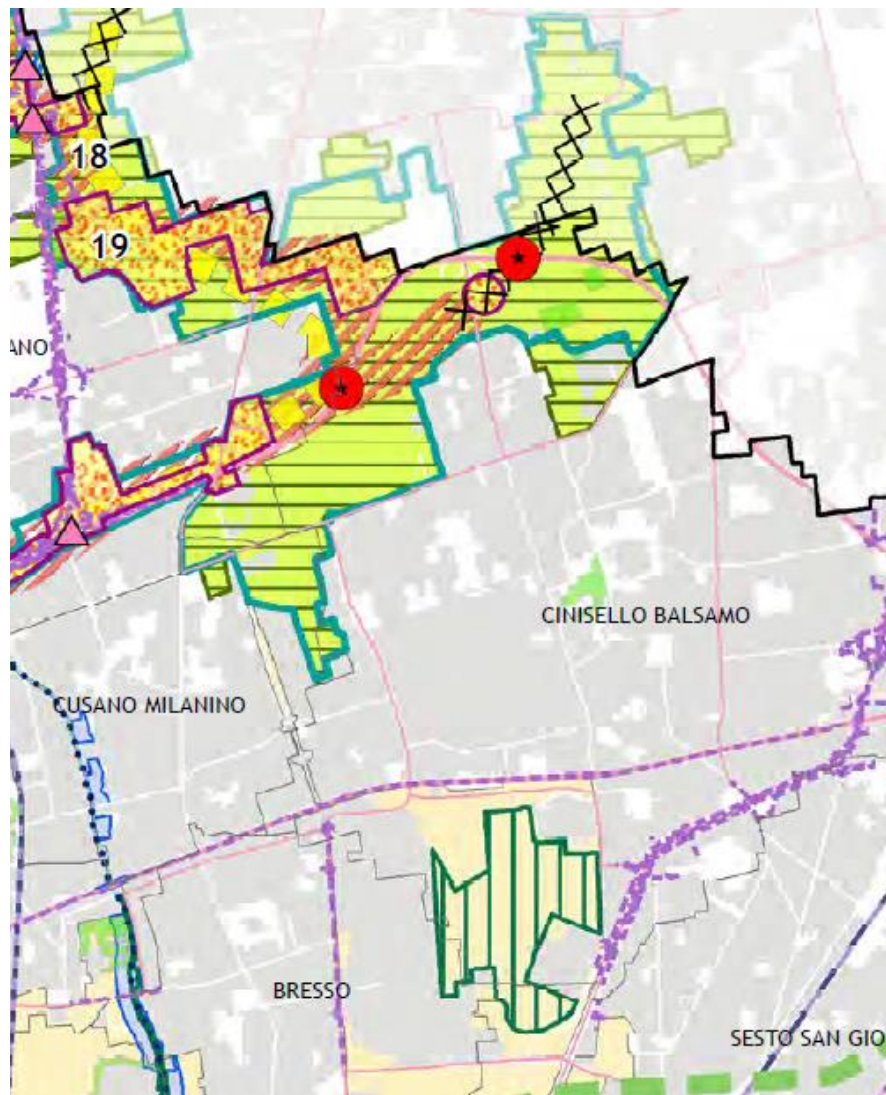 18
19
ANO
CINISELLO BALSAMO
CUSANO MILANINO
BRESSO
SESTO SAN GIO